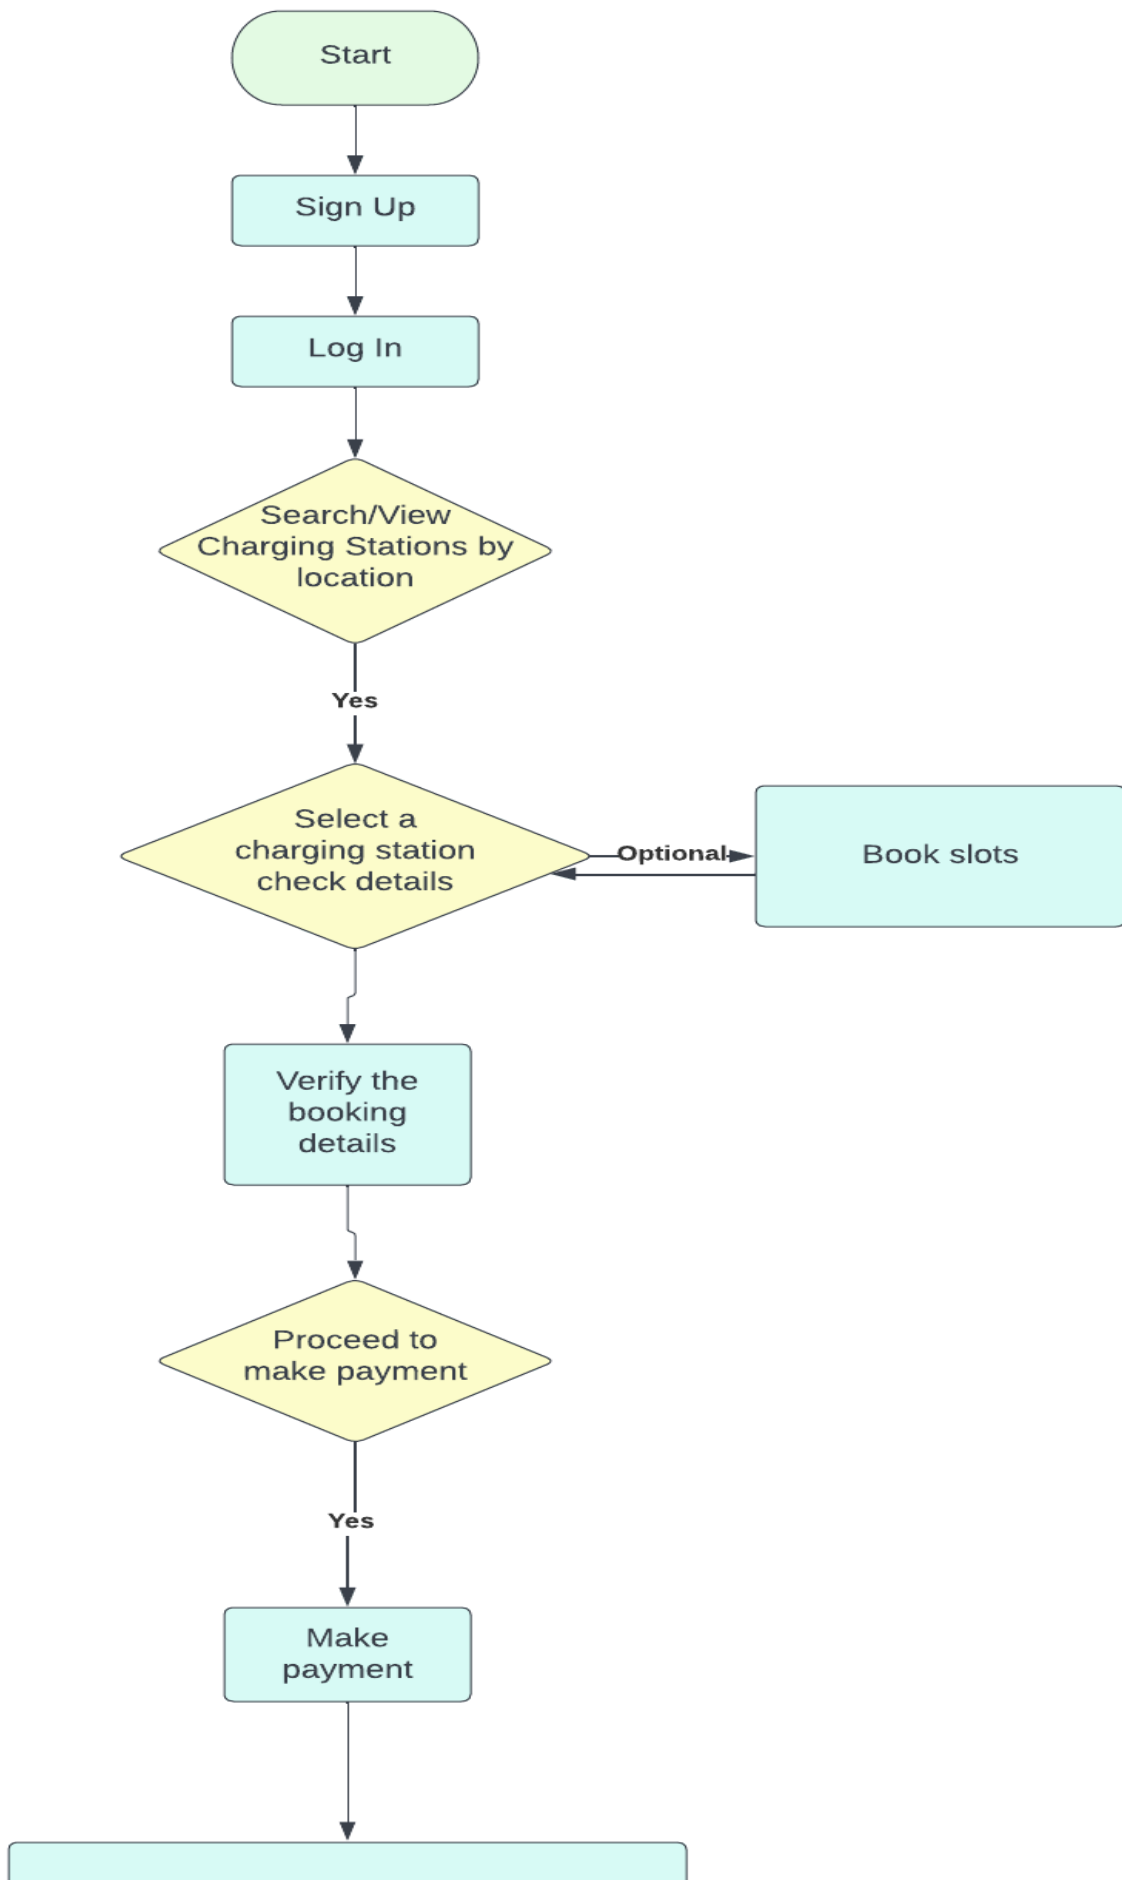 Start
Sign Up
Log In
Search/View
Charging Stations by
location
Yes
Select a
charging station
check details
Optional
Book slots
Verify the
booking
details
Proceed to
make payment
Yes
Make
payment